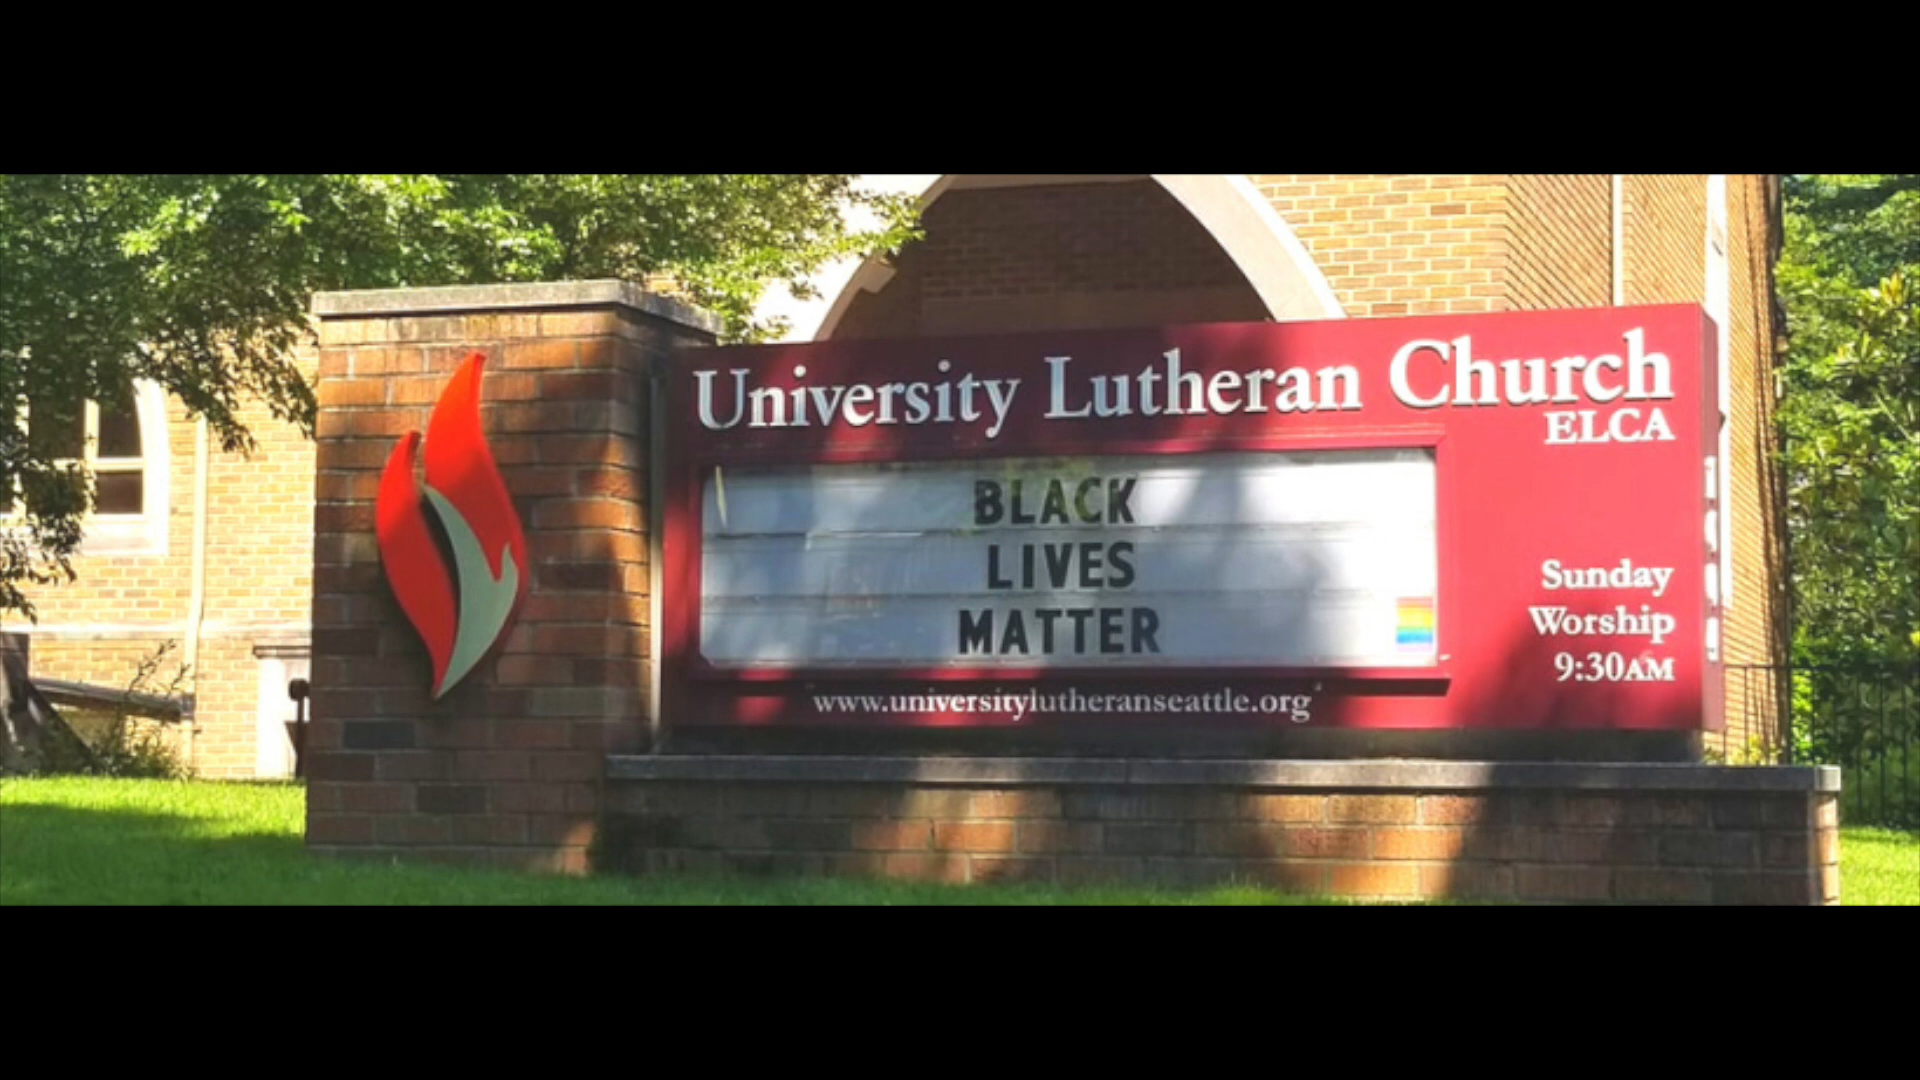 University Lutheran Church
ELCA
BLACK
LIVES
MATTER
Sunday
Worship
9:30AM
www.universitylutheranseattle.org